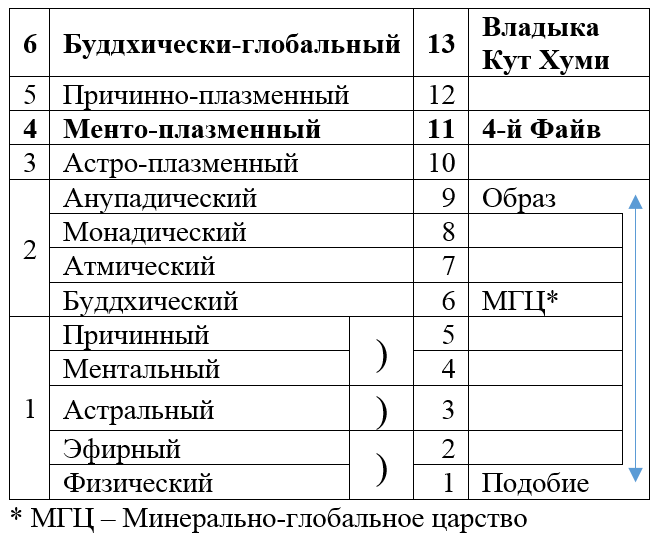 6 Буддхически-глобальный 13 Владыка
Кут Хуми
5 Причинно-плазменный 12
4 Менто-плазменный 11 4-й Файв
3 Астро-плазменный 10
2 Анупадический 9 Образ
Монадический 8
Атмический 7
Буддхический 6 МГЦ*
1 Причинный ) 5
Ментальный 4
Астральный ) 3
Эфирный ) 2
Физический 1 Подобие
* МГЦ – Минерально-глобальное царство